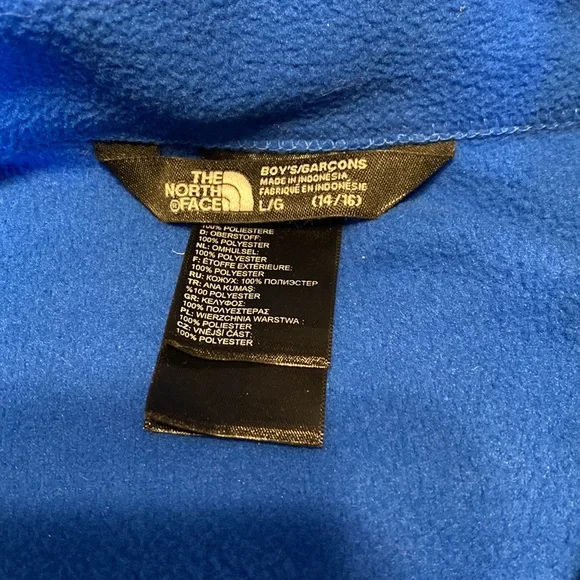 THE
NORTH
®FACE
BOY'S/GARÇONS
MADE IN INDONESIA
FABRIQUÉ EN INDONÉSIE
L/G (14/16)
100% POLIESTERE
D: OBERSTOFF:
100% POLYESTER
NL: OMHULSEL:
100% POLYESTER
F: ÉTOFFE EXTÉRIEURE:
100% POLYESTER
RU: КОЖУХ: 100% ПОЛИЭСТЕР
TR: ANA KUMAŞ:
%100 POLYESTER
GR: ΚΕΛΥΦΟΣ:
100% ΠΟΛΥΕΣΤΕΡΑΣ
PL: WIERZCHNIA WARSTWA :
100% POLIESTER
CZ: VNĚJŠÍ ČÁST:
100% POLYESTER